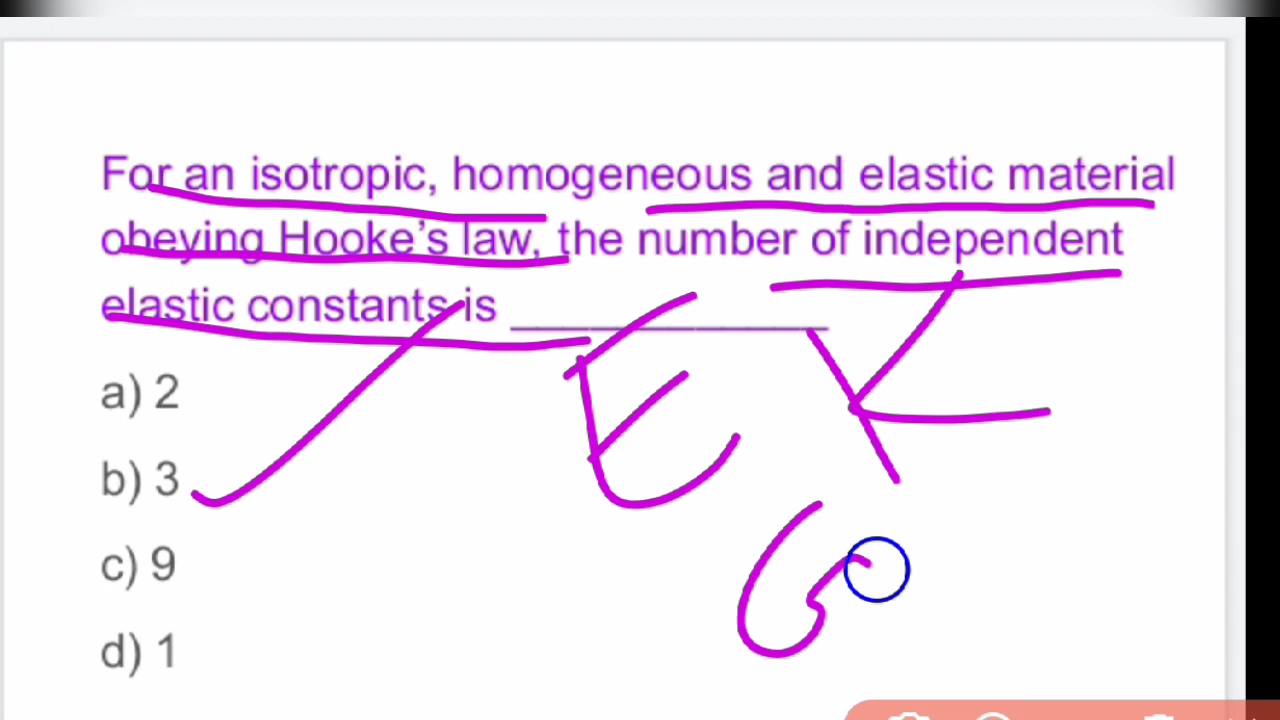 For an isotropic, homogeneous and elastic material
obeying Hooke's law, the number of independent
elastic constants is ____________
a) 2
b) 3
c) 9
d) 1
E K
G